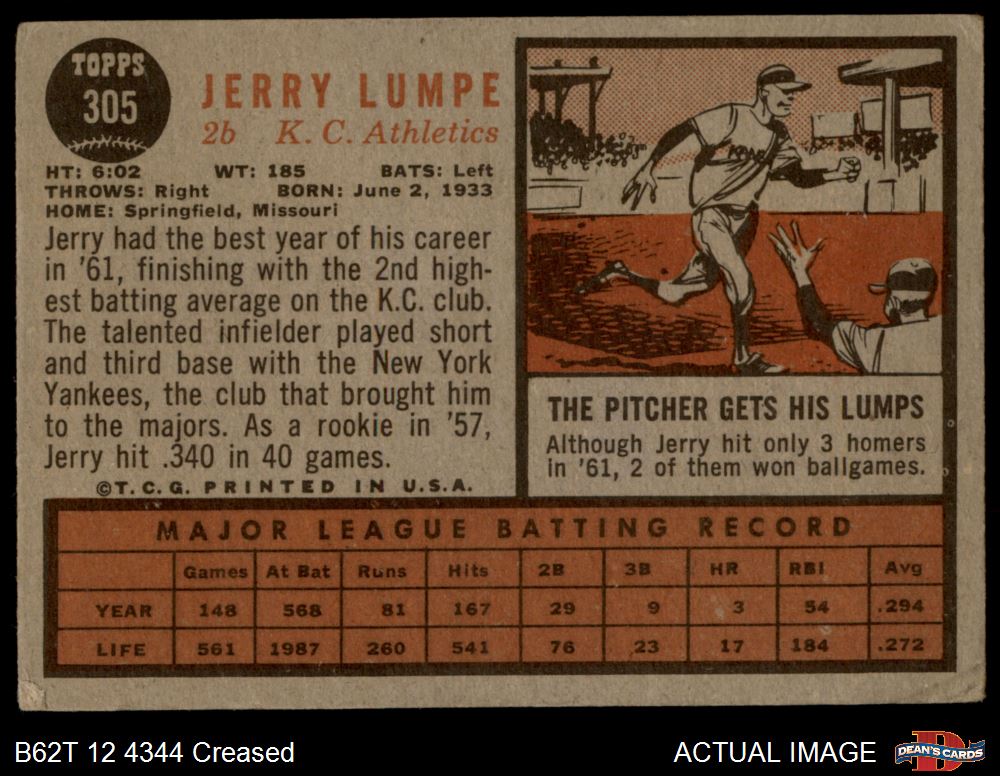 TOPPS
305
JERRY LUMPE
2b K. C. Athletics
HT: 6:02 WT: 185 BATS: Left
THROWS: Right BORN: June 2, 1933
HOME: Springfield, Missouri
Jerry had the best year of his career
in '61, finishing with the 2nd high-
est batting average on the K.C. club.
The talented infielder played short
and third base with the New York
Yankees, the club that brought him
to the majors. As a rookie in '57,
Jerry hit .340 in 40 games.
©T.C.G. PRINTED IN U.S.A.
THE PITCHER GETS HIS LUMPS
Although Jerry hit only 3 homers
in '61, 2 of them won ballgames.
MAJOR LEAGUE BATTING RECORD
Games At Bat Runs Hits 2B 3B HR RBI Avg
YEAR 148 568 81 167 29 9 3 54 .294
LIFE 561 1987 260 541 76 23 17 184 .272
B62T 12 4344 Creased
ACTUAL IMAGE
DEAN'S CARDS